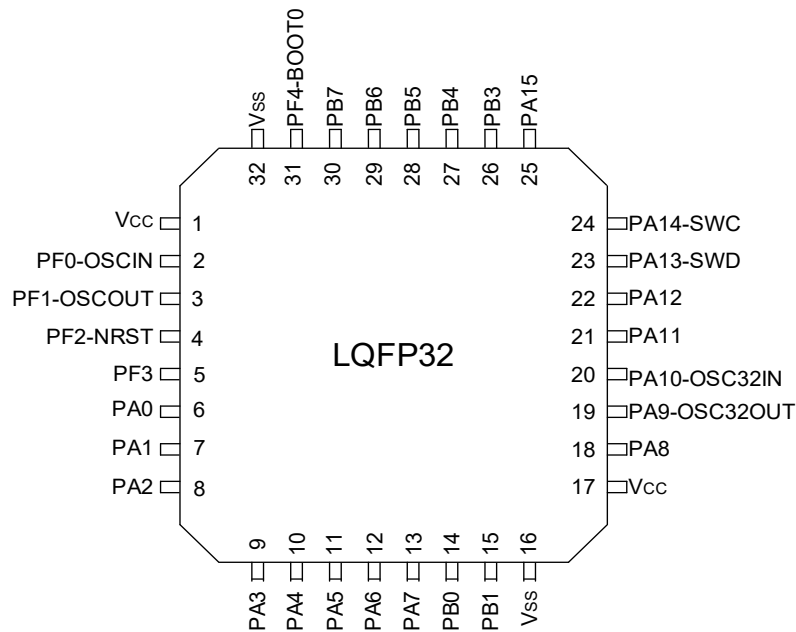 Vss
PF4-BOOT0
PB7
PB6
PB5
PB4
PB3
PA15
32
31
30
29
28
27
26
25
Vcc 1
PF0-OSCIN 2
PF1-OSCOUT 3
PF2-NRST 4
PF3 5
PA0 6
PA1 7
PA2 8
LQFP32
24 PA14-SWC
23 PA13-SWD
22 PA12
21 PA11
20 PA10-OSC32IN
19 PA9-OSC32OUT
18 PA8
17 Vcc
9
10
11
12
13
14
15
16
PA3
PA4
PA5
PA6
PA7
PB0
PB1
Vss